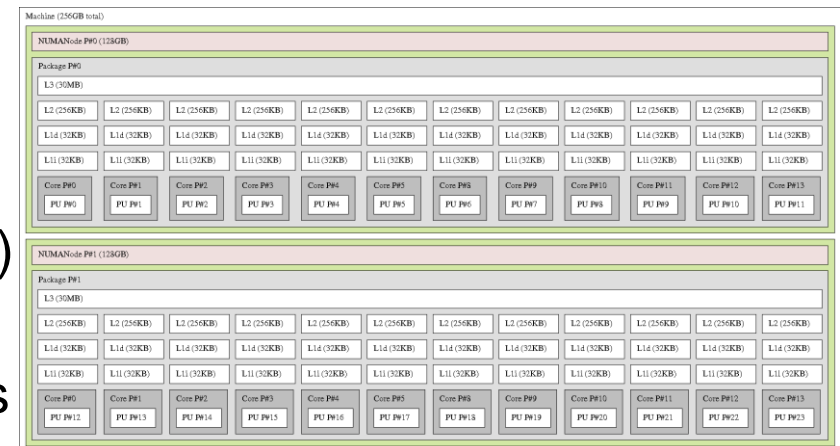 Machine (256GB total)
NUMANode P#0 (128GB)
Package P#0
L3 (30MB)
L2 (256KB) L2 (256KB) L2 (256KB) L2 (256KB) L2 (256KB) L2 (256KB) L2 (256KB) L2 (256KB) L2 (256KB) L2 (256KB) L2 (256KB) L2 (256KB)
L1d (32KB) L1d (32KB) L1d (32KB) L1d (32KB) L1d (32KB) L1d (32KB) L1d (32KB) L1d (32KB) L1d (32KB) L1d (32KB) L1d (32KB) L1d (32KB)
L1i (32KB) L1i (32KB) L1i (32KB) L1i (32KB) L1i (32KB) L1i (32KB) L1i (32KB) L1i (32KB) L1i (32KB) L1i (32KB) L1i (32KB) L1i (32KB)
Core P#0 Core P#1 Core P#2 Core P#3 Core P#4 Core P#5 Core P#8 Core P#9 Core P#10 Core P#11 Core P#12 Core P#13
PU P#0 PU P#1 PU P#2 PU P#3 PU P#4 PU P#5 PU P#6 PU P#7 PU P#8 PU P#9 PU P#10 PU P#11
)
NUMANode P#1 (128GB)
Package P#1
L3 (30MB)
L2 (256KB) L2 (256KB) L2 (256KB) L2 (256KB) L2 (256KB) L2 (256KB) L2 (256KB) L2 (256KB) L2 (256KB) L2 (256KB) L2 (256KB) L2 (256KB)
L1d (32KB) L1d (32KB) L1d (32KB) L1d (32KB) L1d (32KB) L1d (32KB) L1d (32KB) L1d (32KB) L1d (32KB) L1d (32KB) L1d (32KB) L1d (32KB)
L1i (32KB) L1i (32KB) L1i (32KB) L1i (32KB) L1i (32KB) L1i (32KB) L1i (32KB) L1i (32KB) L1i (32KB) L1i (32KB) L1i (32KB) L1i (32KB)
s
Core P#0 Core P#1 Core P#2 Core P#3 Core P#4 Core P#5 Core P#8 Core P#9 Core P#10 Core P#11 Core P#12 Core P#13
PU P#12 PU P#13 PU P#14 PU P#15 PU P#16 PU P#17 PU P#18 PU P#19 PU P#20 PU P#21 PU P#22 PU P#23